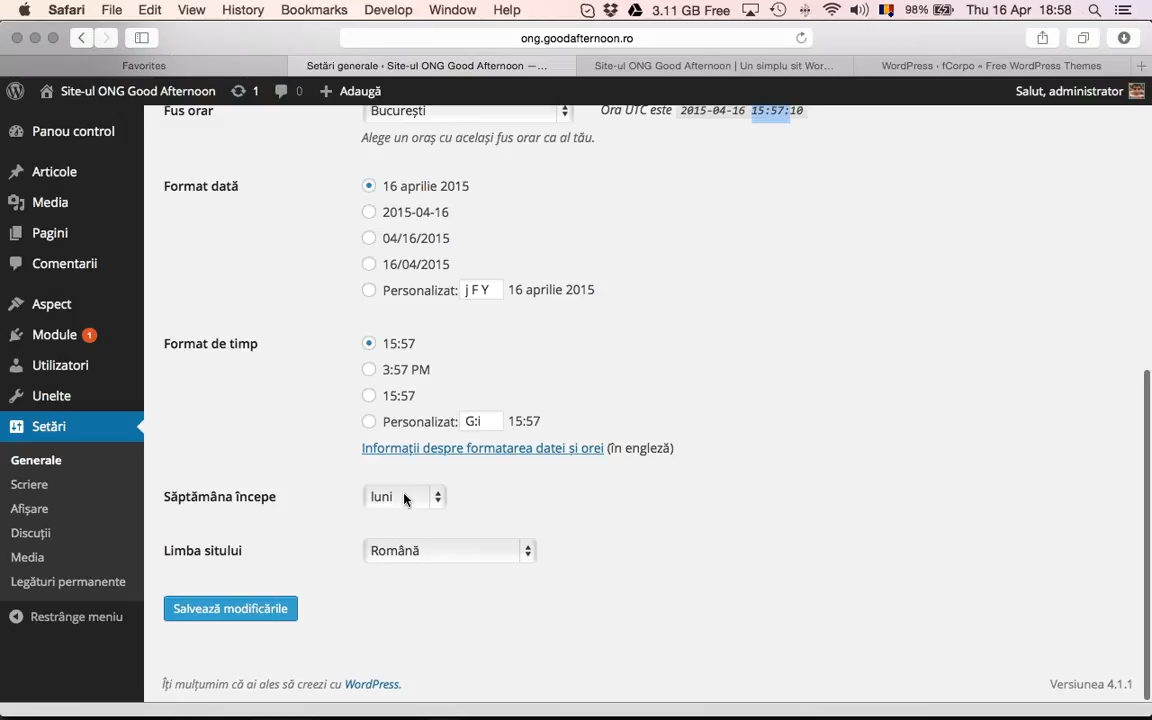 Safari File Edit View History Bookmarks Develop Window Help 3.11 GB Free 98% Thu 16 Apr 18:58
ong.goodafternoon.ro
Favorites Setări generale ‹ Site-ul ONG Good Afternoon —... Site-ul ONG Good Afternoon | Un simplu sit Wor... WordPress › fCorpo « Free WordPress Themes
Site-ul ONG Good Afternoon 1 0 Adaugă Salut, administrator
Fus orar București Ora UTC este 2015-04-16 15:57:10
Alege un oraș cu același fus orar ca al tău.
Panou control
Articole
Media
Pagini
Comentarii
Aspect
Module 1
Utilizatori
Unelte
Setări
Generale
Scriere
Afișare
Discuții
Media
Legături permanente
Restrânge meniu
Format dată
16 aprilie 2015
2015-04-16
04/16/2015
16/04/2015
Personalizat: j F Y 16 aprilie 2015
Format de timp
15:57
3:57 PM
15:57
Personalizat: G:i 15:57
Informații despre formatarea datei și orei (în engleză)
Săptămâna începe luni
Limba sitului Română
Salvează modificările
Îți mulțumim că ai ales să creezi cu WordPress. Versiunea 4.1.1